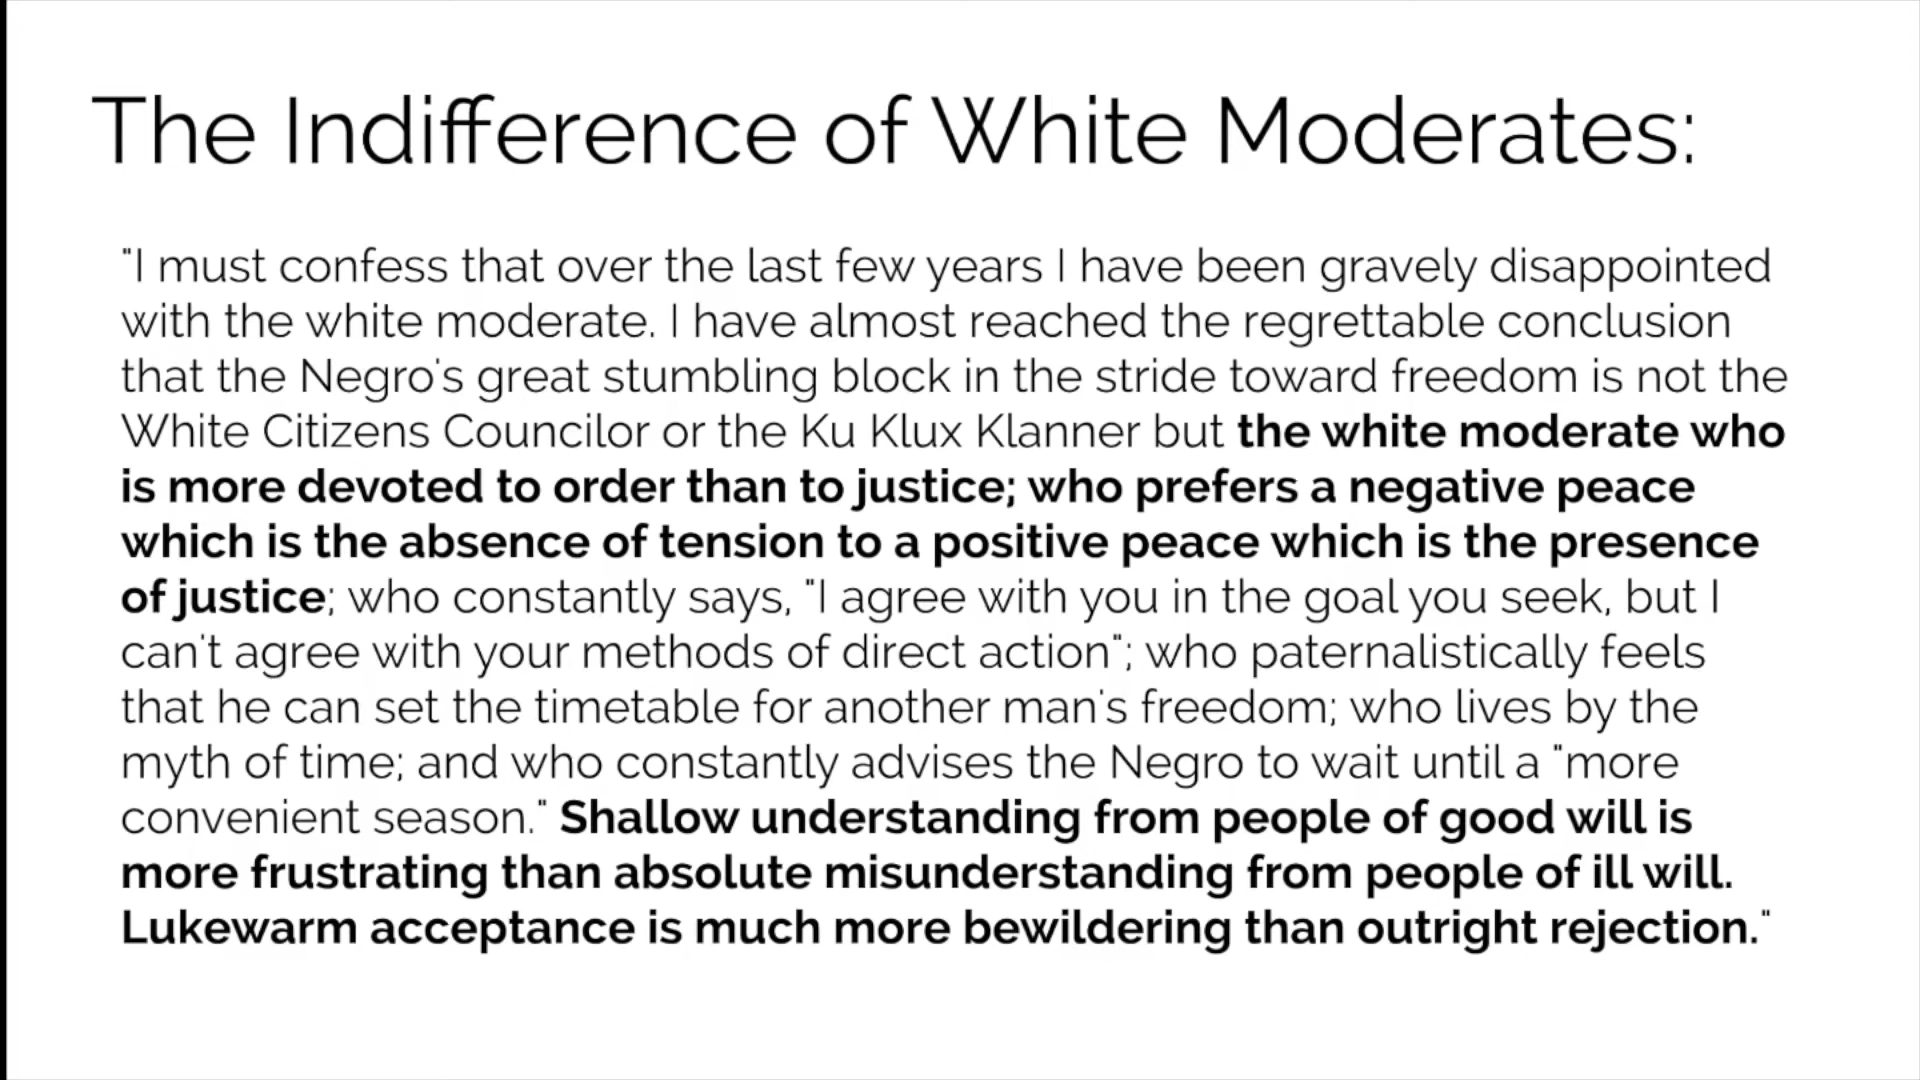 The Indifference of White Moderates:
"I must confess that over the last few years I have been gravely disappointed
with the white moderate. I have almost reached the regrettable conclusion
that the Negro's great stumbling block in the stride toward freedom is not the
White Citizens Councilor or the Ku Klux Klanner but the white moderate who
is more devoted to order than to justice; who prefers a negative peace
which is the absence of tension to a positive peace which is the presence
of justice; who constantly says, "I agree with you in the goal you seek, but I
can't agree with your methods of direct action"; who paternalistically feels
that he can set the timetable for another man's freedom; who lives by the
myth of time; and who constantly advises the Negro to wait until a "more
convenient season." Shallow understanding from people of good will is
more frustrating than absolute misunderstanding from people of ill will.
Lukewarm acceptance is much more bewildering than outright rejection."